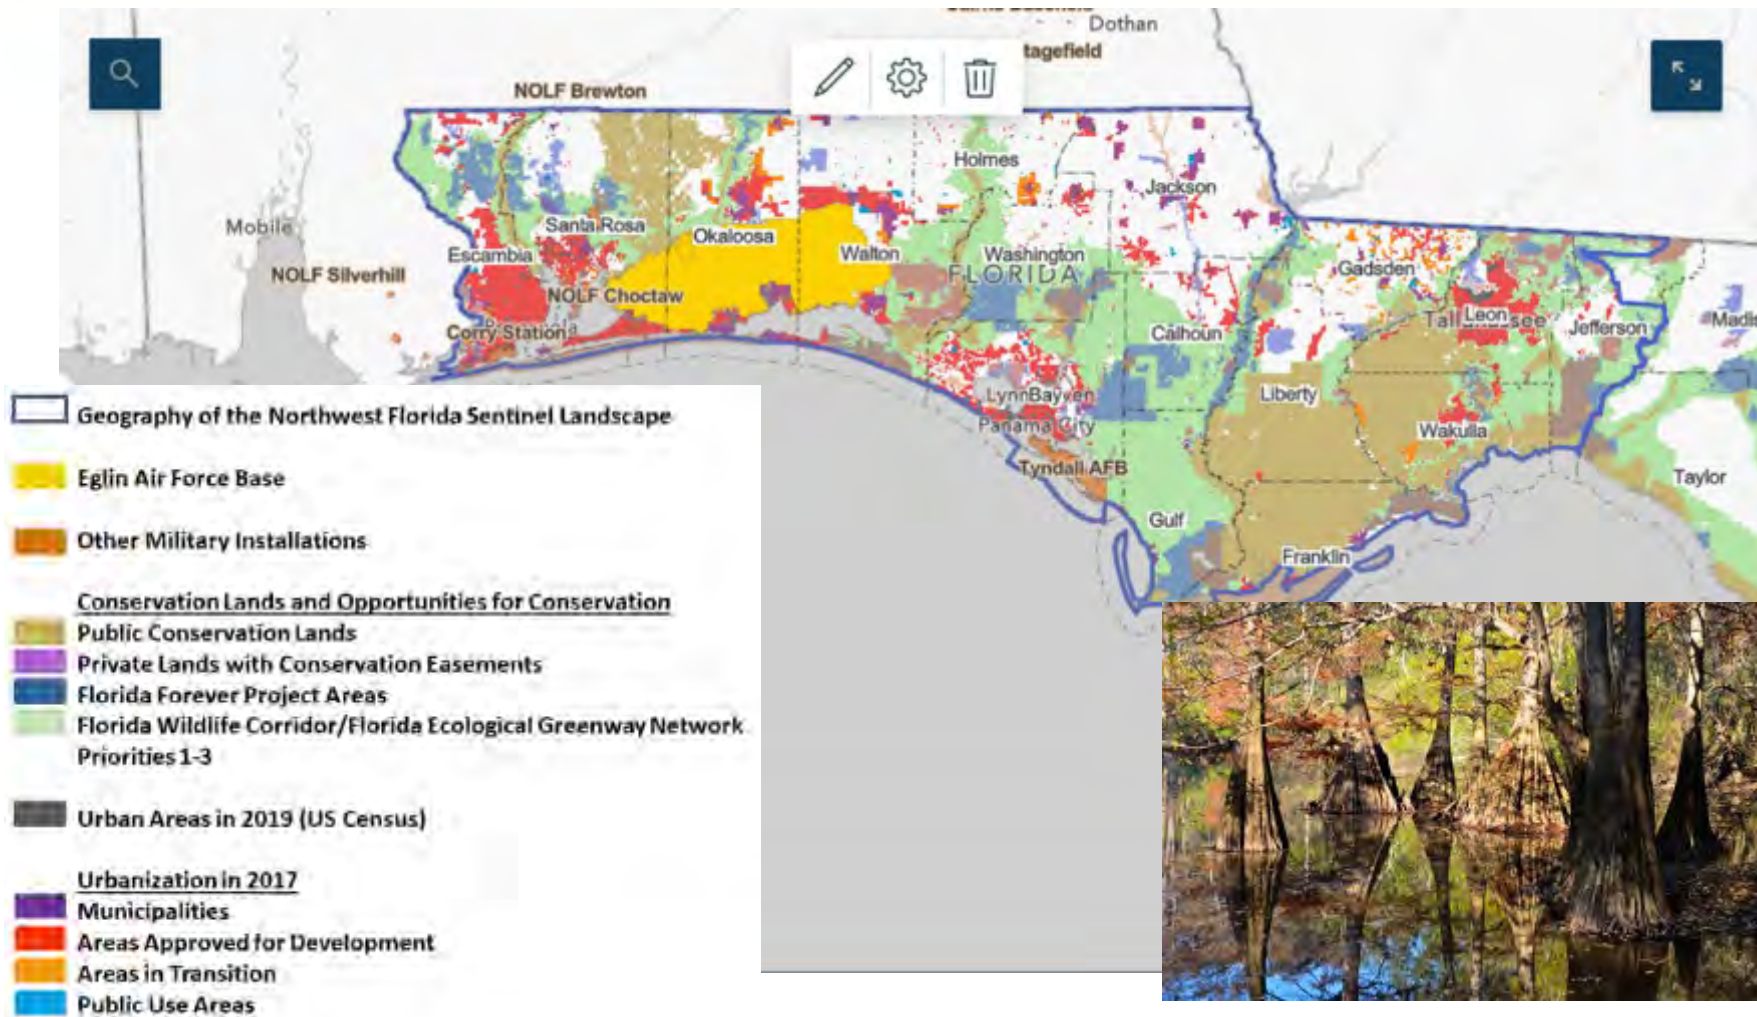 Dothan
tagefield
NOLF Brewton
Holmes
Jackson
Mobile
Santa Rosa
Okaloosa
Escambia
Walton
Washington
Gadsden
NOLF Silverhill
FLORIDA
NOLF Choctaw
Corry Station
Calhoun
Leon
Tallahassee
Jefferson
Madis
LynnBayven
Liberty
Panama City
Wakulla
Tyndall AFB
Taylor
Gulf
Franklin
Geography of the Northwest Florida Sentinel Landscape
Eglin Air Force Base
Other Military Installations
Conservation Lands and Opportunities for Conservation
Public Conservation Lands
Private Lands with Conservation Easements
Florida Forever Project Areas
Florida Wildlife Corridor/Florida Ecological Greenway Network
Priorities 1-3
Urban Areas in 2019 (US Census)
Urbanization in 2017
Municipalities
Areas Approved for Development
Areas in Transition
Public Use Areas